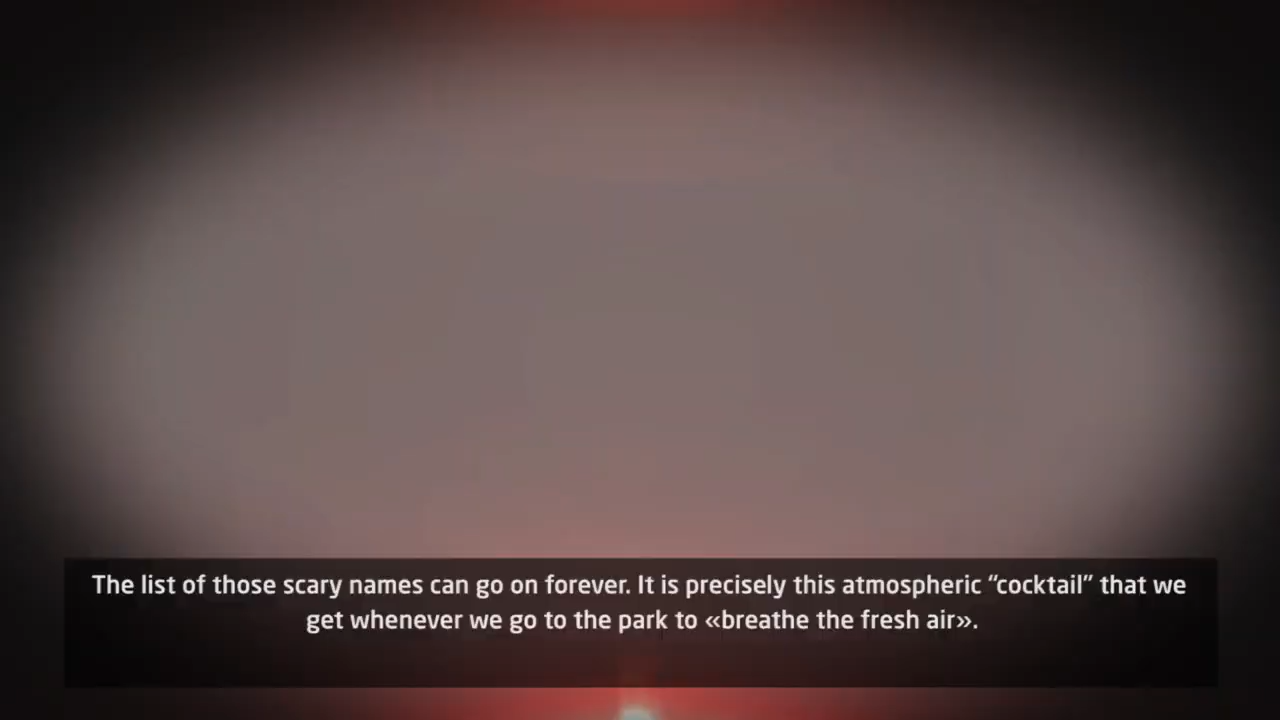 The list of those scary names can go on forever. It is precisely this atmospheric “cocktail” that we
get whenever we go to the park to «breathe the fresh air».